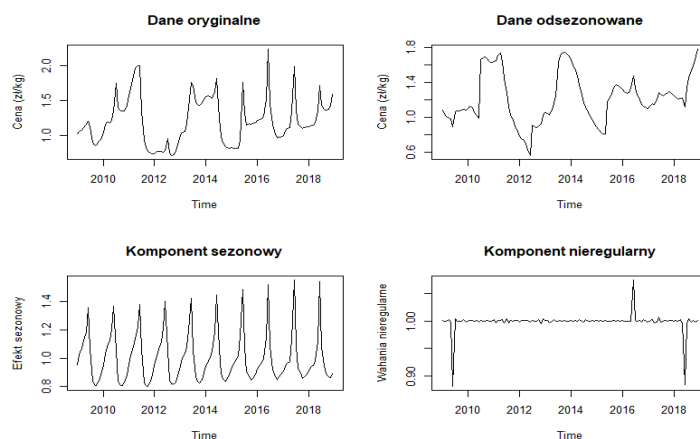 Dane oryginalne
Cena (zł/kg)
2.0
1.5
1.0
2010 2012 2014 2016 2018
Time
Dane odsezonowane
Cena (zł/kg)
1.8
1.4
1.0
0.6
2010 2012 2014 2016 2018
Time
Komponent sezonowy
Efekt sezonowy
1.4
1.2
1.0
0.8
2010 2012 2014 2016 2018
Time
Komponent nieregularny
Wahania nieregularne
1.00
0.90
2010 2012 2014 2016 2018
Time